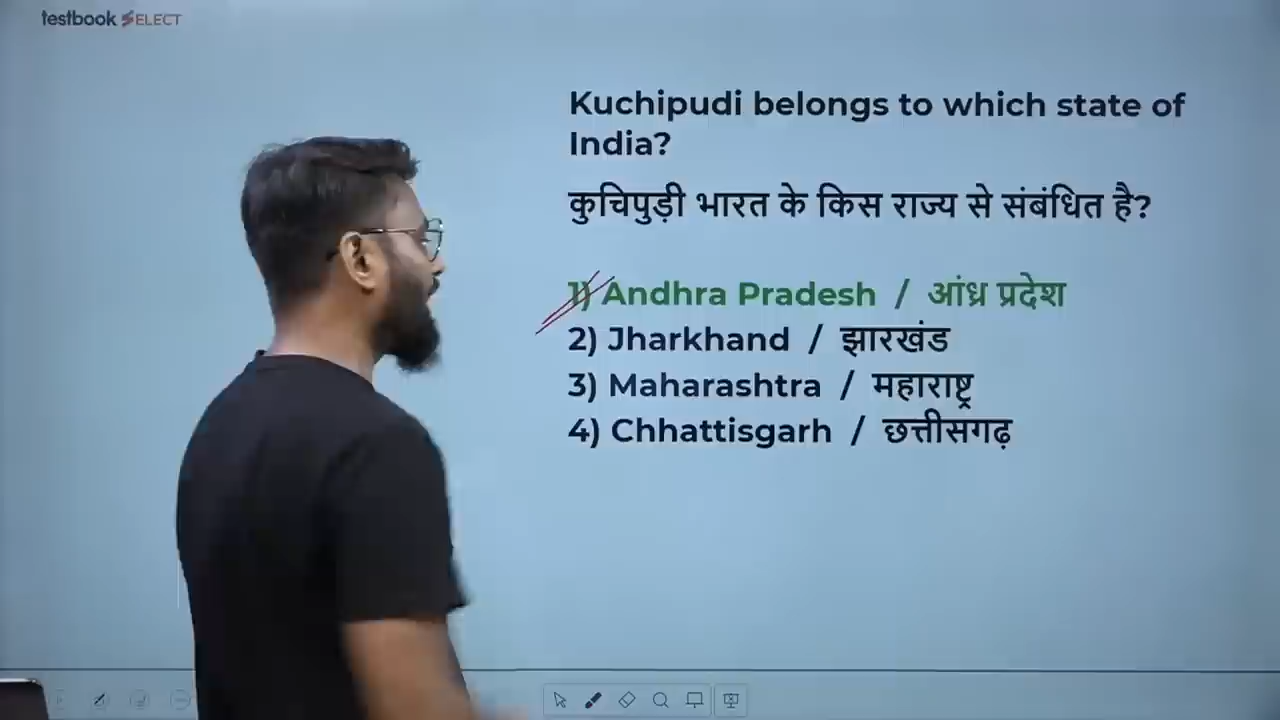 testbook SELECT
Kuchipudi belongs to which state of
India?
कुचिपुड़ी भारत के किस राज्य से संबंधित है?
1) Andhra Pradesh / आंध्र प्रदेश
2) Jharkhand / झारखंड
3) Maharashtra / महाराष्ट्र
4) Chhattisgarh / छत्तीसगढ़